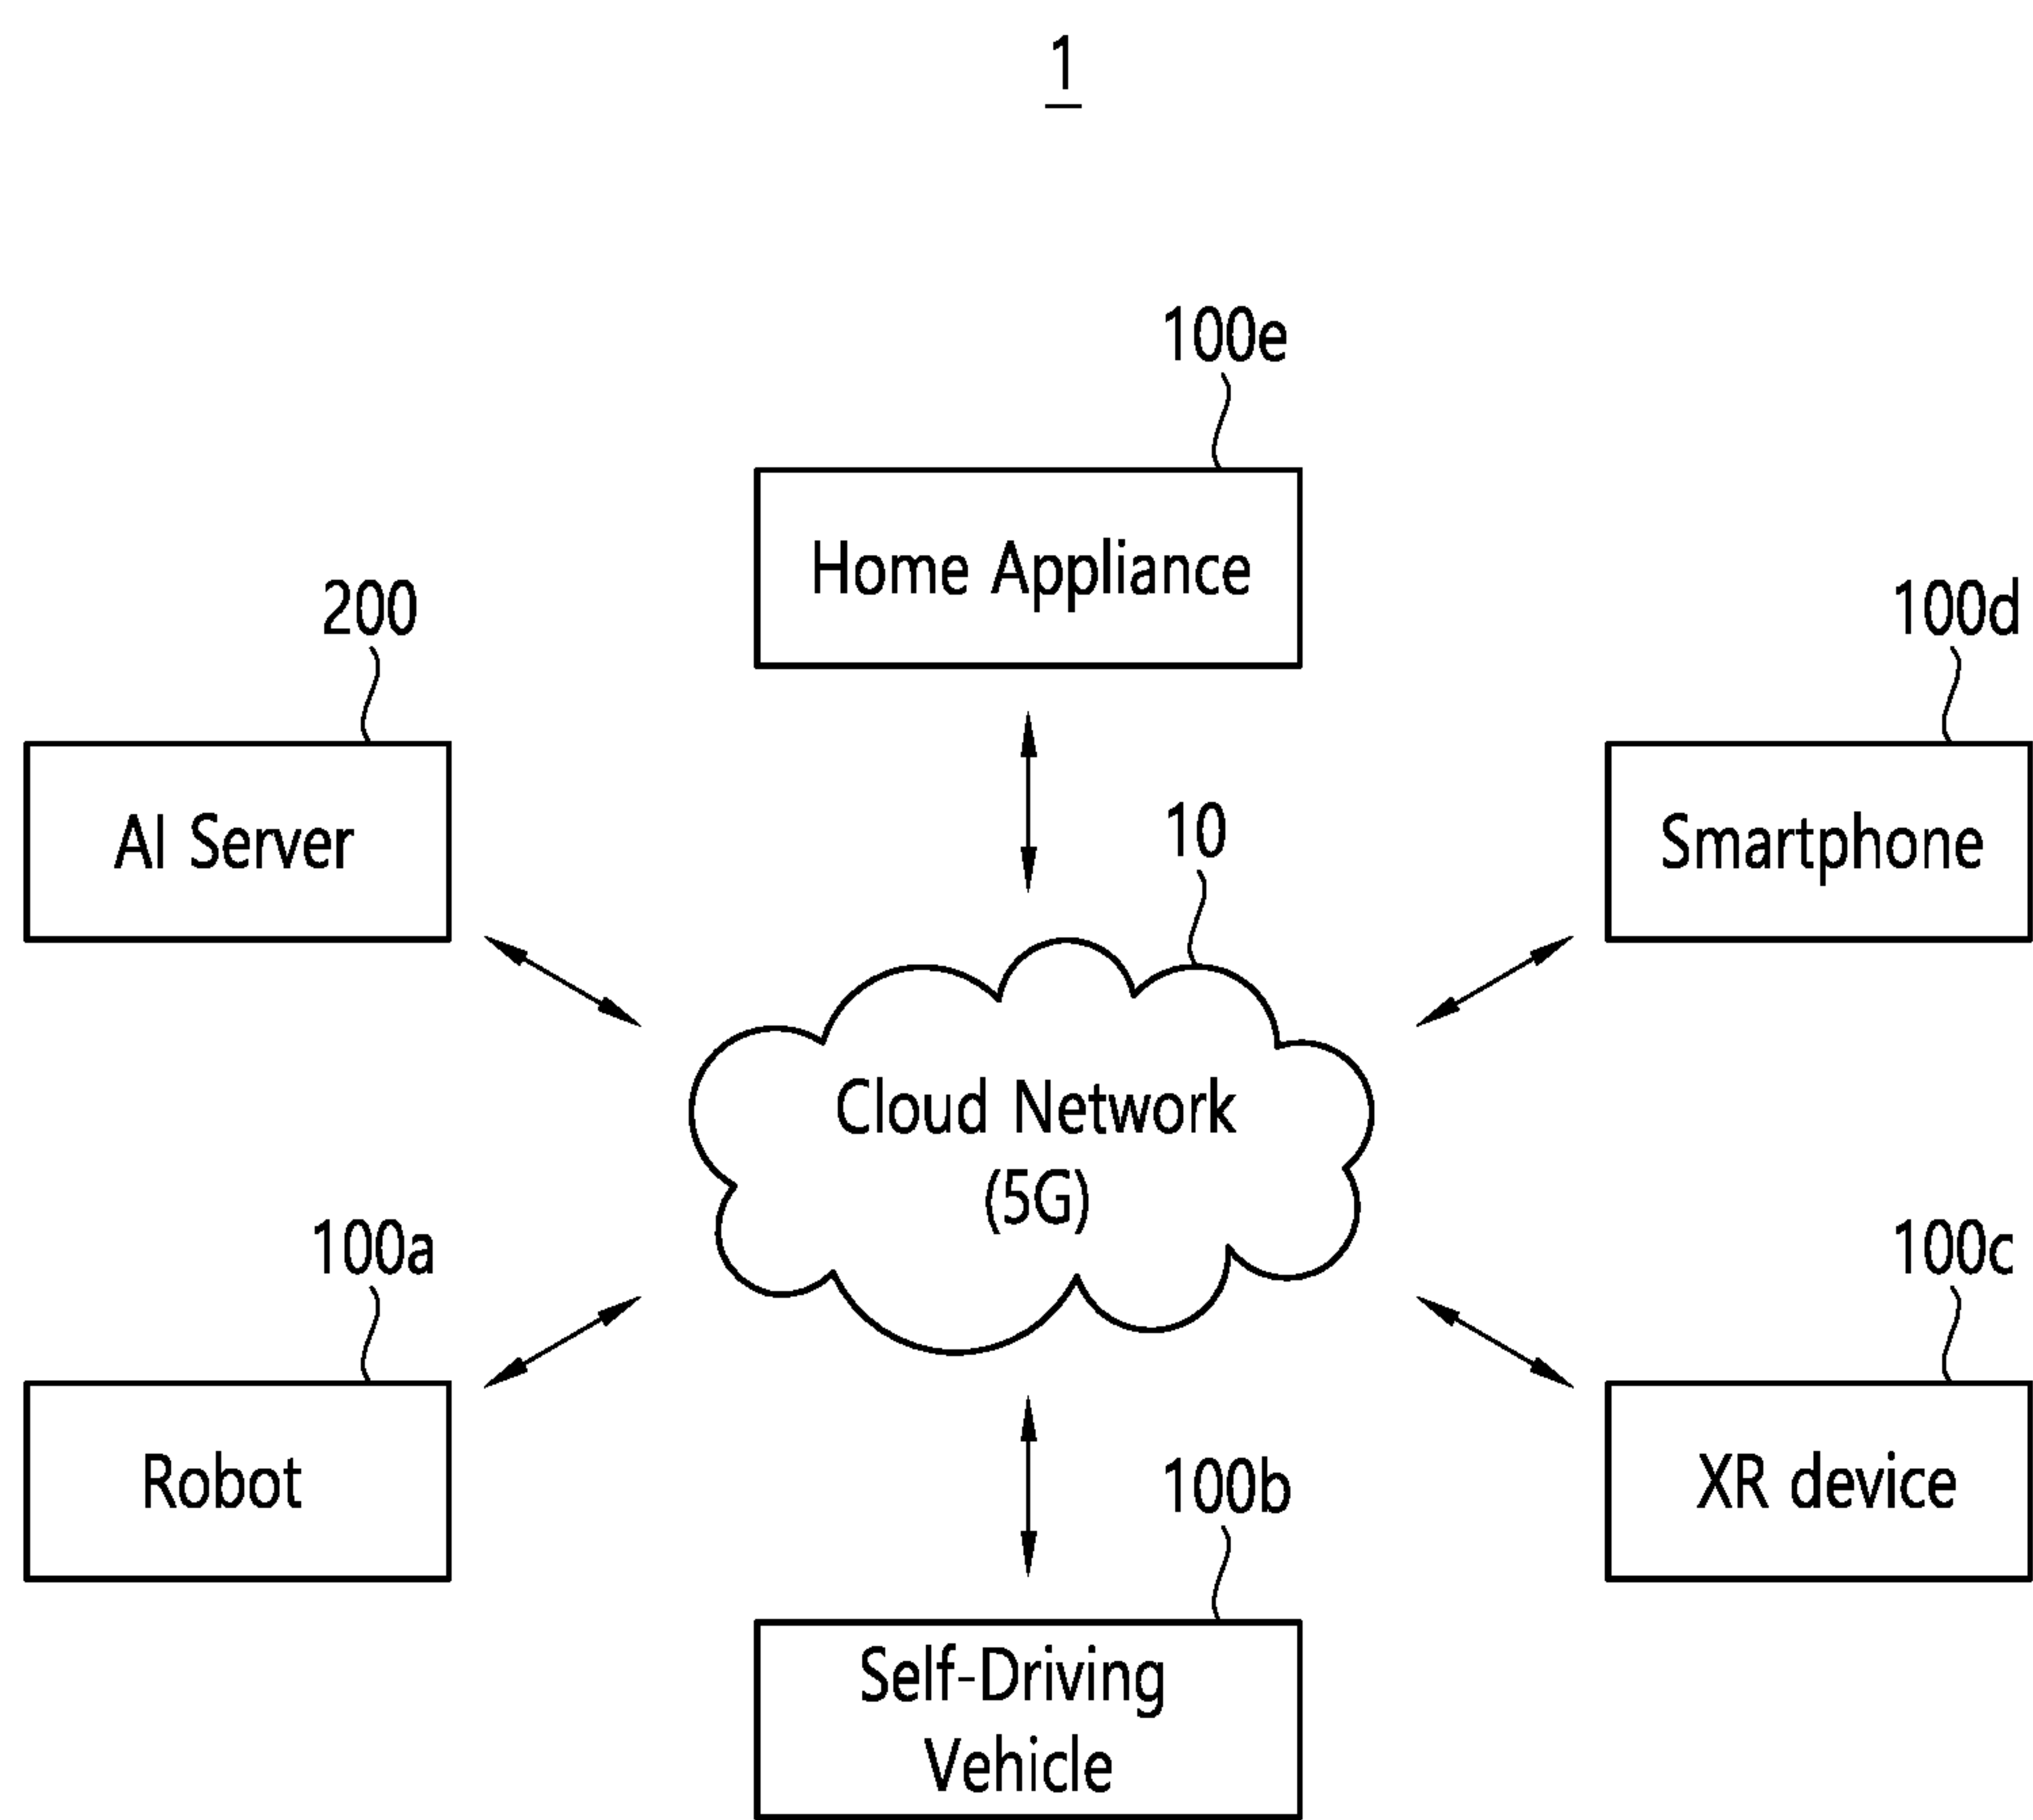 1
100e
Home Appliance
200
100d
AI Server
10
Smartphone
Cloud Network
(5G)
100a
100c
Robot
100b
XR device
Self-Driving
Vehicle